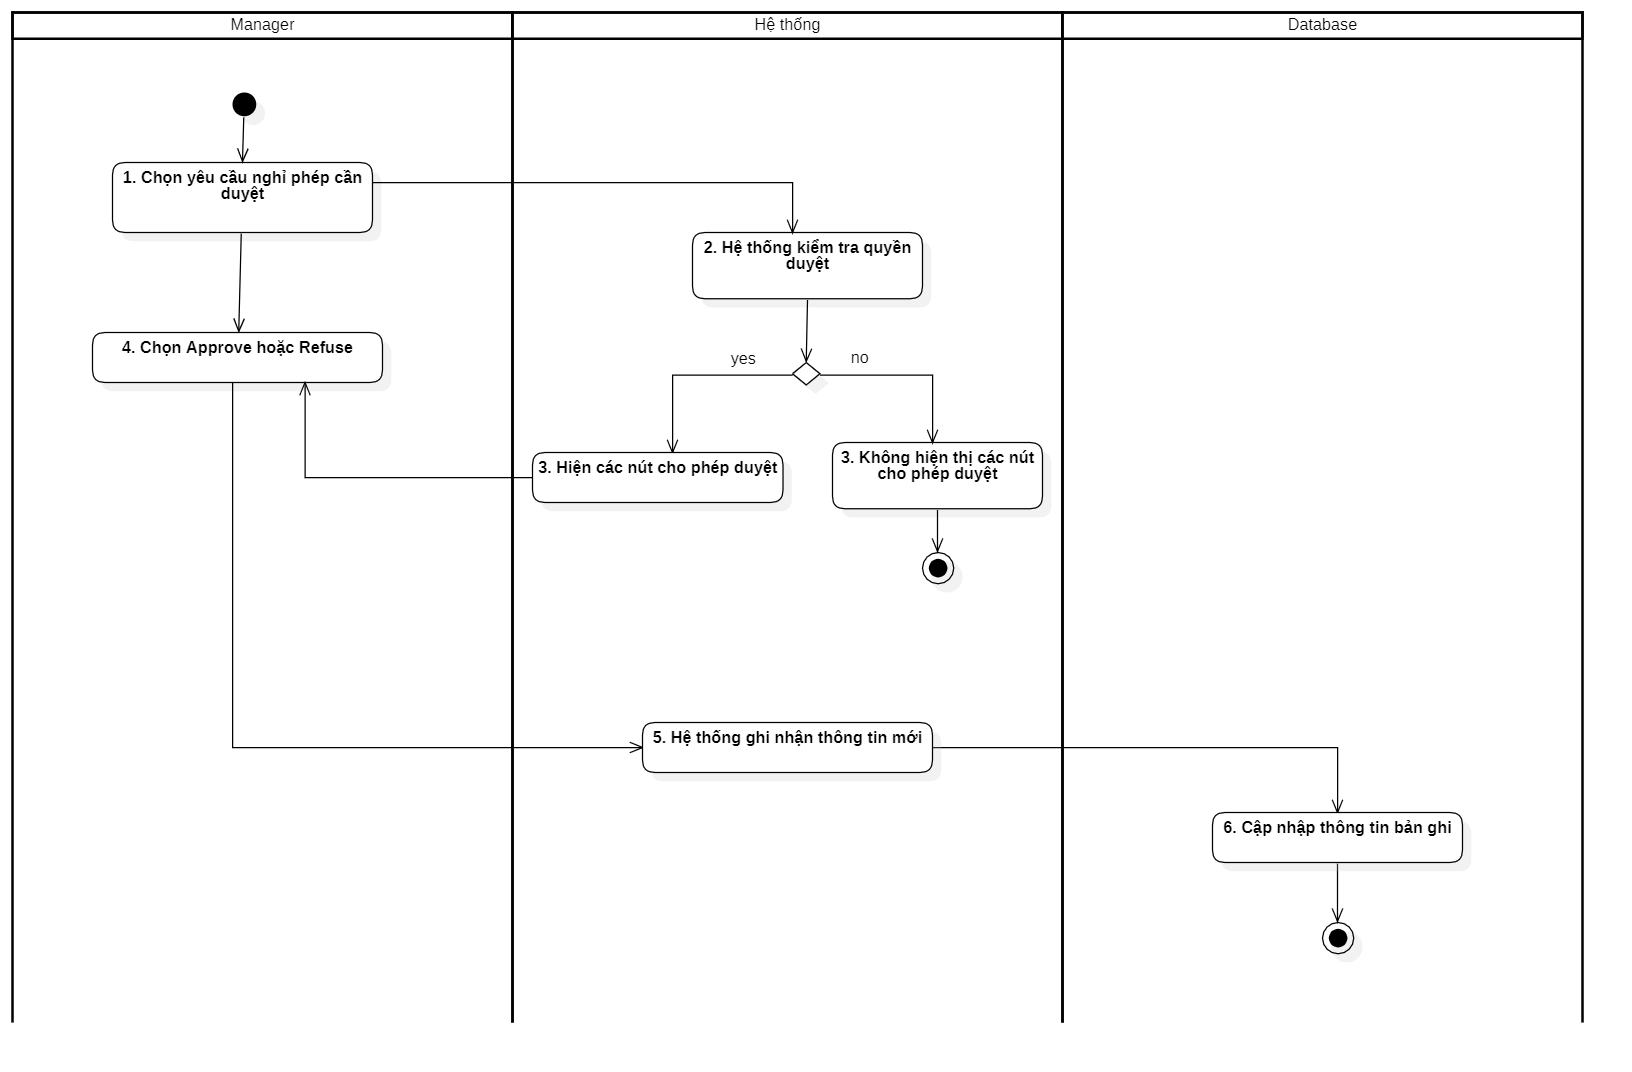 Manager
Hệ thống
Database
1. Chọn yêu cầu nghỉ phép cần
duyệt
2. Hệ thống kiểm tra quyền
duyệt
4. Chọn Approve hoặc Refuse
yes
no
3. Hiện các nút cho phép duyệt
3. Không hiện thị các nút
cho phép duyệt
5. Hệ thống ghi nhận thông tin mới
6. Cập nhập thông tin bản ghi